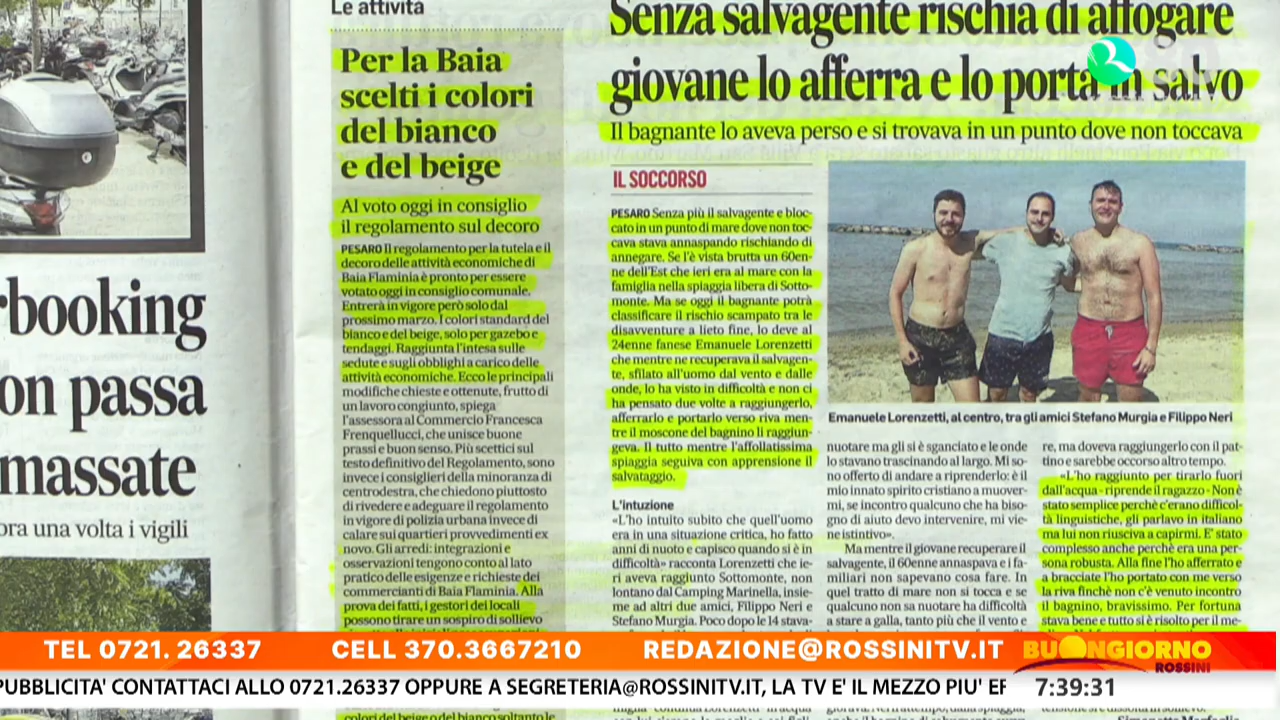 rbooking
on passa
massate
ora una volta i vigili
Le attività
Per la Baia
scelti i colori
del bianco
e del beige
Al voto oggi in consiglio
il regolamento sul decoro
PESARO Il regolamento per la tutela e il
decoro delle attività economiche di
Baia Flaminia è pronto per essere
votato oggi in consiglio comunale.
Entrerà in vigore però solo dal
prossimo marzo. I colori standard del
bianco e del beige, solo per gazebo e
tendaggi. Raggiunta l'intesa sulle
sedute e sugli obblighi a carico delle
attività economiche. Ecco le principali
modifiche chieste e ottenute, frutto di
un lavoro congiunto, spiega
l'assessora al Commercio Francesca
Frenquellucci, che unisce buone
prassi e buon senso. Più scettici sul
testo definitivo del Regolamento, sono
invece i consiglieri della minoranza di
centrodestra, che chiedono piuttosto
di rivedere e adeguare il regolamento
in vigore di polizia urbana invece di
calare sui quartieri provvedimenti ex
novo. Gli arredi: integrazioni e
osservazioni tengono conto al lato
pratico delle esigenze e richieste dei
commercianti di Baia Flaminia. Alla
prova dei fatti, i gestori dei locali
possono tirare un sospiro di sollievo
colori del beige o del bianco soltanto le
Senza salvagente rischia di affogare
giovane lo afferra e lo porta in salvo
Il bagnante lo aveva perso e si trovava in un punto dove non toccava
IL SOCCORSO
PESARO Senza più il salvagente e bloc-
cato in un punto di mare dove non toc-
cava stava annaspando rischiando di
annegare. Se l'è vista brutta un 60en-
ne dell'Est che ieri era al mare con la
famiglia nella spiaggia libera di Sotto-
monte. Ma se oggi il bagnante potrà
classificare il rischio scampato tra le
disavventure a lieto fine, lo deve al
24enne fanese Emanuele Lorenzetti
che mentre ne recuperava il salvagen-
te, sfilato all'uomo dal vento e dalle
onde, lo ha visto in difficoltà e non ci
ha pensato due volte a raggiungerlo,
afferrarlo e portarlo verso riva men-
tre il moscone del bagnino li raggiun-
geva. Il tutto mentre l'affollatissima
spiaggia seguiva con apprensione il
salvataggio.
L'intuizione
«L'ho intuito subito che quell'uomo
era in una situazione critica, ho fatto
anni di nuoto e capisco quando si è in
difficoltà» racconta Lorenzetti che ie-
ri aveva raggiunto Sottomonte, non
lontano dal Camping Marinella, insie-
me ad altri due amici, Filippo Neri e
Stefano Murgia. Poco dopo le 14 stava-
Emanuele Lorenzetti, al centro, tra gli amici Stefano Murgia e Filippo Neri
nuotare ma gli si è sganciato e le onde
lo stavano trascinando al largo. Mi so-
no offerto di andare a riprenderlo: è il
mio innato spirito cristiano a muover-
mi, se incontro qualcuno che ha biso-
gno di aiuto devo intervenire, mi vie-
ne istintivo».
Ma mentre il giovane recuperare il
salvagente, il 60enne annaspava e i fa-
miliari non sapevano cosa fare. In
quel tratto di mare non si tocca e se
qualcuno non sa nuotare ha difficoltà
a stare a galla, tanto più che il vento e
re, ma doveva raggiungerlo con il pat-
tino e sarebbe occorso altro tempo.
«L'ho raggiunto per tirarlo fuori
dall'acqua - riprende il ragazzo - Non è
stato semplice perchè c'erano difficol-
tà linguistiche, gli parlavo in italiano
ma lui non riusciva a capirmi. E' stato
complesso anche perchè era una per-
sona robusta. Alla fine l'ho afferrato e
a bracciate l'ho portato con me verso
la riva finchè non c'è venuto incontro
il bagnino, bravissimo. Per fortuna
stava bene e tutto si è risolto per il me-
TEL 0721. 26337 CELL 370.3667210 REDAZIONE@ROSSINITV.IT
BUONGIORNO
ROSSINI
PUBBLICITA' CONTATTACI ALLO 0721.26337 OPPURE A SEGRETERIA@ROSSINITV.IT, LA TV E' IL MEZZO PIU' EF
7:39:31